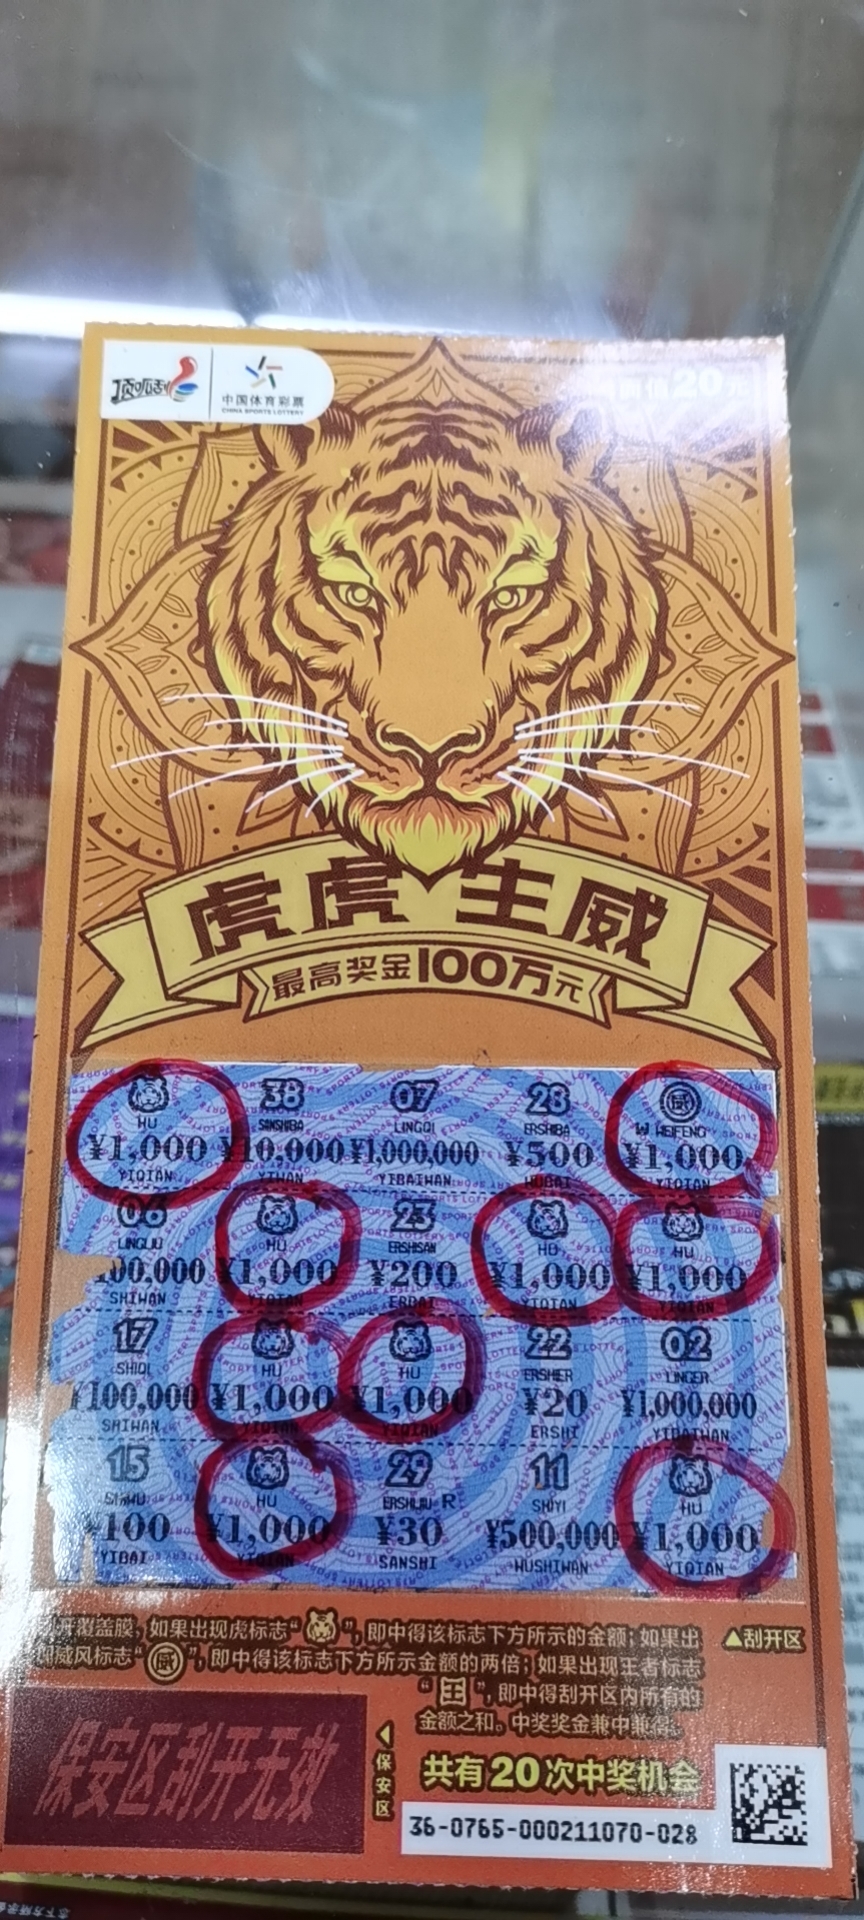 顶呱刮 中国体育彩票
CHINA SPORTS LOTTERY
面值20元
虎虎生威
最高奖金100万元
HU 38 07 28 威
SANSHIBA LINGQI ERSHIBA WEIFENG
¥1,000 ¥10,000 ¥1,000,000 ¥500 ¥1,000
YIQIAN YIWAN YIBAIWAN WUBAI YIQIAN
06 HU 23 HU HU
LINGLIU ERSHISAN
100,000 ¥1,000 ¥200 ¥1,000 ¥1,000
SHIWAN YIQIAN ERBAI YIQIAN YIQIAN
17 HU HU 22 02
SHIQI ERSHIER LINGER
¥100,000 ¥1,000 ¥1,000 ¥20 ¥1,000,000
SHIWAN YIQIAN YIQIAN ERSHI YIBAIWAN
15 HU 29 11 HU
SHIWU ERSHIJIU R SHIYI
¥100 ¥1,000 ¥30 ¥500,000 ¥1,000
YIBAI YIQIAN SANSHI WUSHIWAN YIQIAN
开覆盖膜，如果出现虎标志“ ”，即中得该标志下方所示的金额；如果出
现威风标志“威”，即中得该标志下方所示金额的两倍；如果出现王者标志
“王”，即中得刮开区内所有的
金额之和。中奖奖金兼中兼得。
▲刮开区
保安区刮开无效
◀保安区
共有20次中奖机会
36-0765-000211070-028